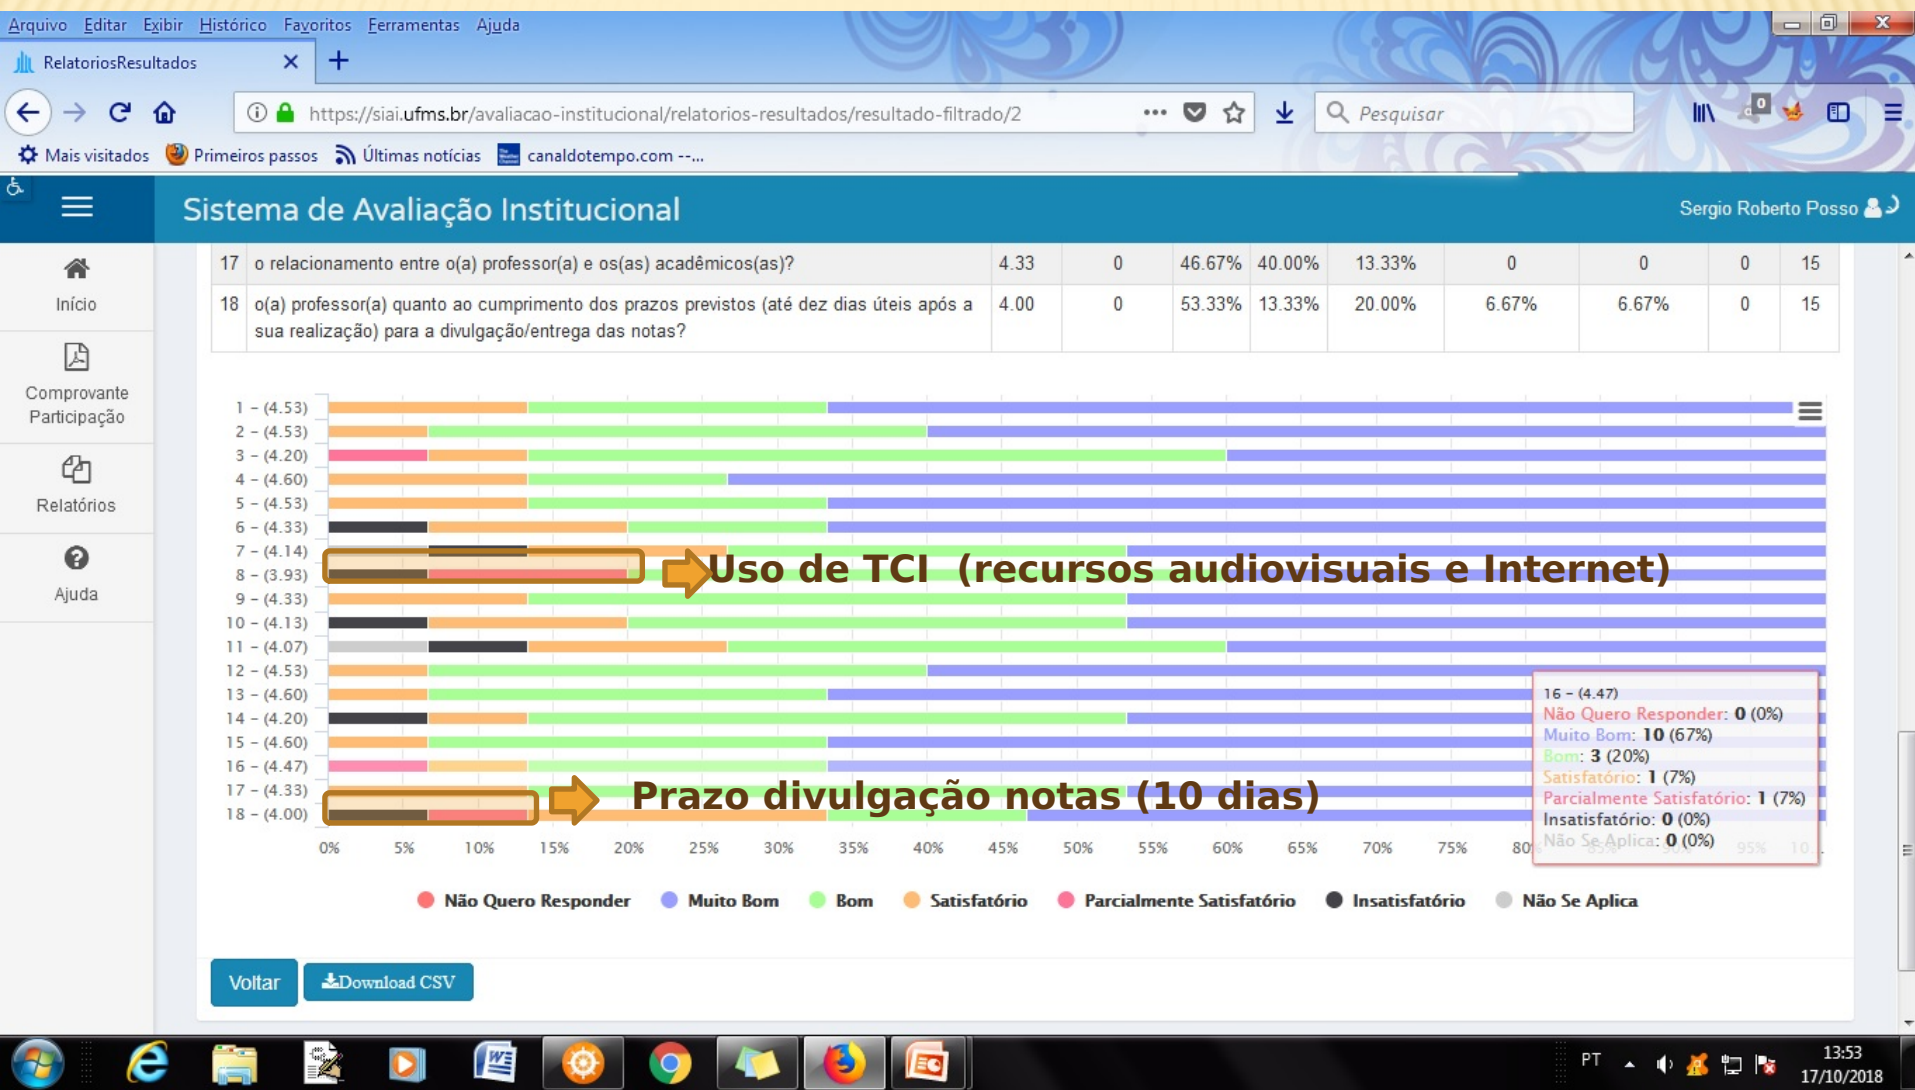 Arquivo Editar Exibir Histórico Favoritos Ferramentas Ajuda
RelatoriosResultados
https://siai.ufms.br/avaliacao-institucional/relatorios-resultados/resultado-filtrado/2
Pesquisar
0
Mais visitados Primeiros passos Últimas notícias canaldotempo.com --...
Sistema de Avaliação Institucional
Sergio Roberto Posso
Início
Comprovante
Participação
Relatórios
Ajuda
17 o relacionamento entre o(a) professor(a) e os(as) acadêmicos(as)? 4.33 0 46.67% 40.00% 13.33% 0 0 0 15
18 o(a) professor(a) quanto ao cumprimento dos prazos previstos (até dez dias úteis após a 4.00 0 53.33% 13.33% 20.00% 6.67% 6.67% 0 15
sua realização) para a divulgação/entrega das notas?
1 – (4.53)
2 – (4.53)
3 – (4.20)
4 – (4.60)
5 – (4.53)
6 – (4.33)
7 – (4.14)
8 – (3.93)
9 – (4.33)
10 – (4.13)
11 – (4.07)
12 – (4.53)
13 – (4.60)
14 – (4.20)
15 – (4.60)
16 – (4.47)
17 – (4.33)
18 – (4.00)
Uso de TCI (recursos audiovisuais e Internet)
Prazo divulgação notas (10 dias)
16 – (4.47)
Não Quero Responder: 0 (0%)
Muito Bom: 10 (67%)
Bom: 3 (20%)
Satisfatório: 1 (7%)
Parcialmente Satisfatório: 1 (7%)
Insatisfatório: 0 (0%)
Não Se Aplica: 0 (0%)
0% 5% 10% 15% 20% 25% 30% 35% 40% 45% 50% 55% 60% 65% 70% 75% 80 85% 90% 95% 10...
Não Quero Responder Muito Bom Bom Satisfatório Parcialmente Satisfatório Insatisfatório Não Se Aplica
Voltar
Download CSV
PT
13:53
17/10/2018